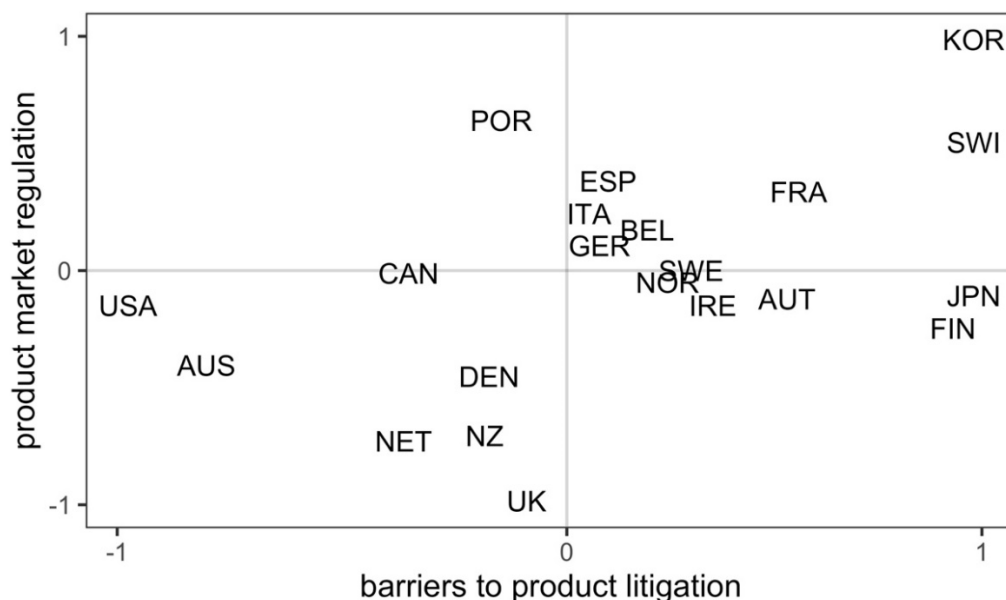 product market regulation
1
KOR
POR
SWI
ESP
FRA
ITA
BEL
GER
0
CAN
SWE
NOR
USA
IRE
AUT
JPN
FIN
AUS
DEN
NET
NZ
UK
-1
-1
0
1
barriers to product litigation